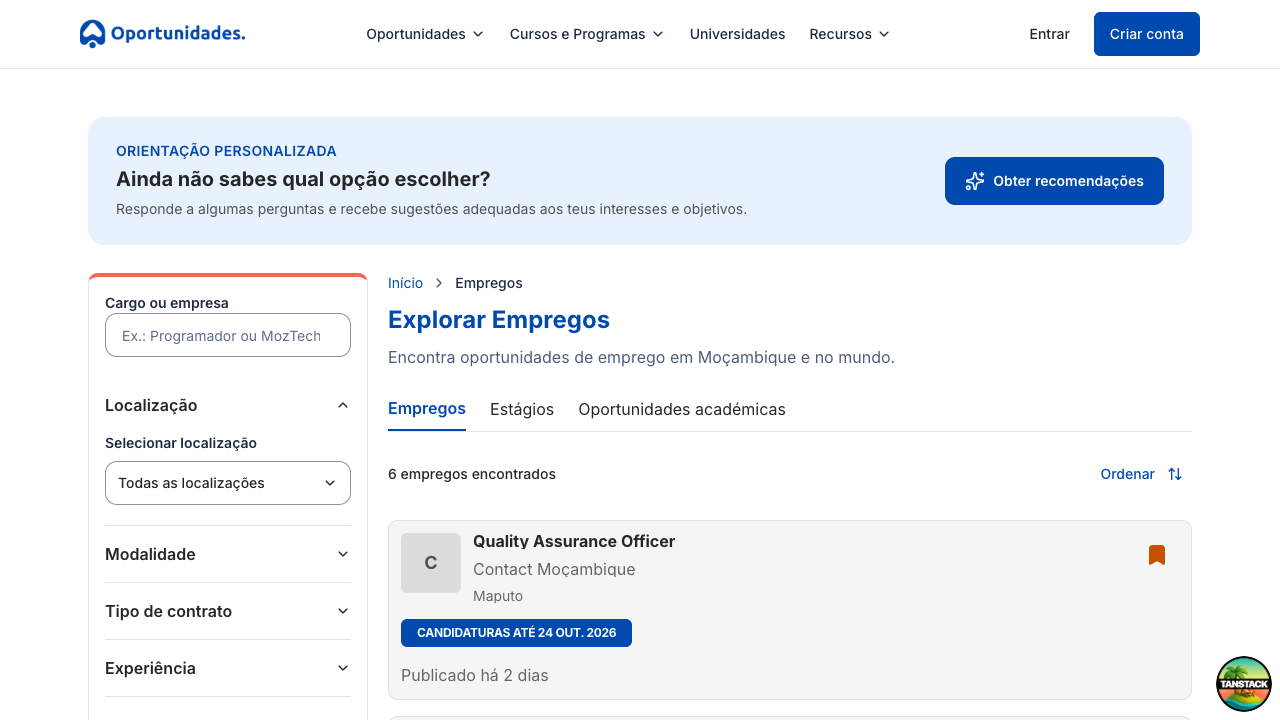 Oportunidades.
Oportunidades
Cursos e Programas
Universidades
Recursos
Entrar
Criar conta
ORIENTAÇÃO PERSONALIZADA
Ainda não sabes qual opção escolher?
Responde a algumas perguntas e recebe sugestões adequadas aos teus interesses e objetivos.
Obter recomendações
Cargo ou empresa
Ex.: Programador ou MozTech
Localização
Selecionar localização
Todas as localizações
Modalidade
Tipo de contrato
Experiência
Início
Empregos
Explorar Empregos
Encontra oportunidades de emprego em Moçambique e no mundo.
Empregos
Estágios
Oportunidades académicas
6 empregos encontrados
Ordenar
C
Quality Assurance Officer
Contact Moçambique
Maputo
CANDIDATURAS ATÉ 24 OUT. 2026
Publicado há 2 dias
TANSTACK